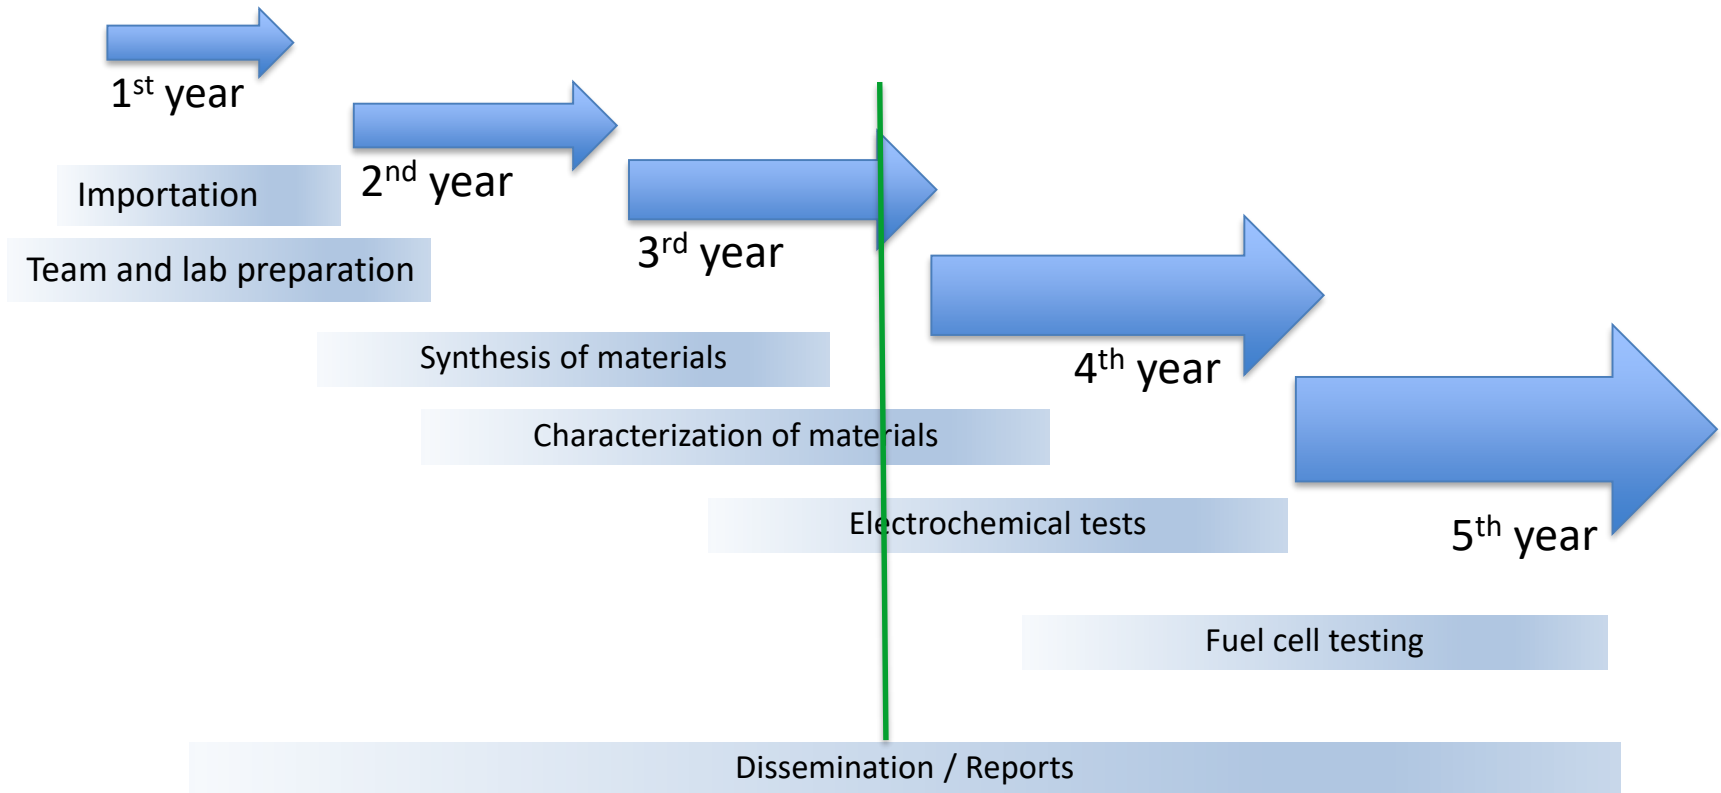 1st year
2nd year
Importation
3rd year
Team and lab preparation
Synthesis of materials
4th year
Characterization of materials
Electrochemical tests
5th year
Fuel cell testing
Dissemination / Reports